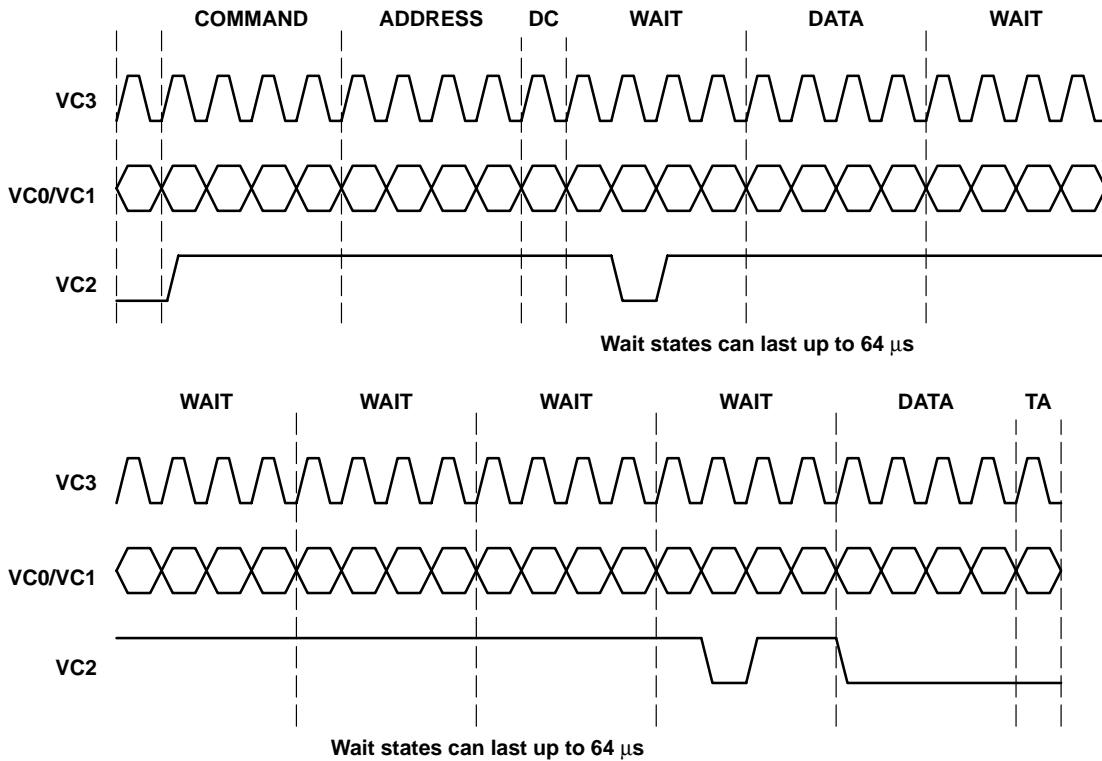 COMMAND ADDRESS DC WAIT DATA WAIT
VC3
VC0/VC1
VC2
Wait states can last up to 64 μs
WAIT WAIT WAIT WAIT DATA TA
VC3
VC0/VC1
VC2
Wait states can last up to 64 μs